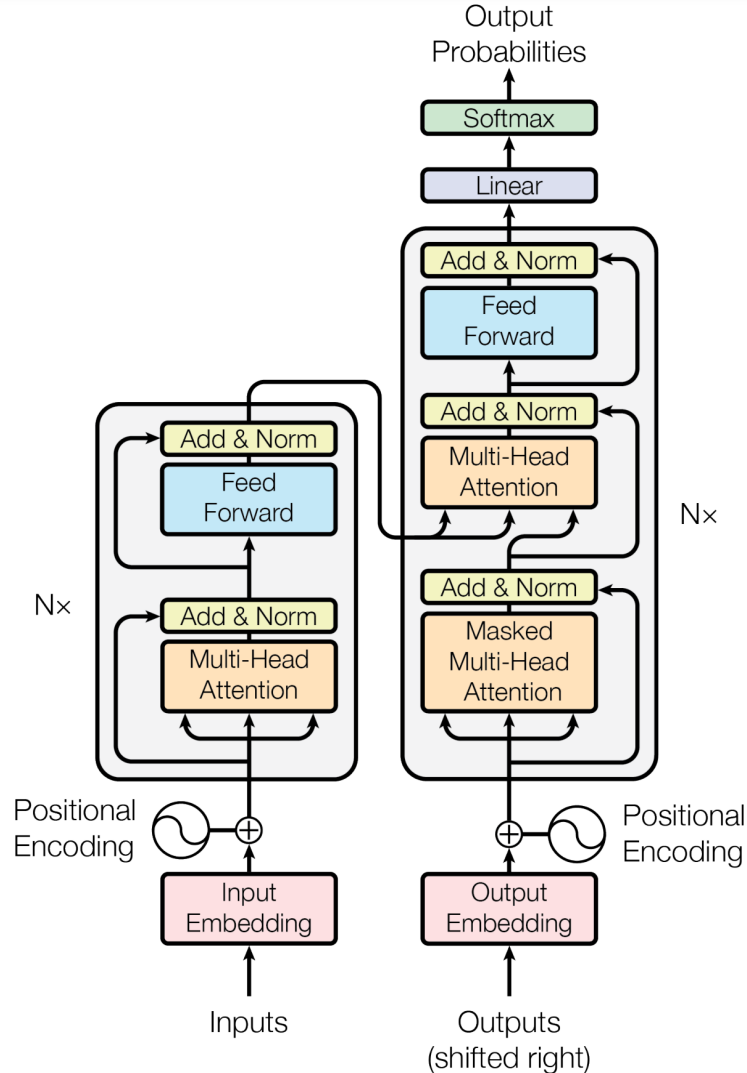 Output
Probabilities
Softmax
Linear
Add & Norm
Feed
Forward
Add & Norm
Multi-Head
Attention
Nx
Add & Norm
Masked
Multi-Head
Attention
Add & Norm
Feed
Forward
Nx
Add & Norm
Multi-Head
Attention
Positional
Encoding
Positional
Encoding
Input
Embedding
Output
Embedding
Inputs
Outputs
(shifted right)